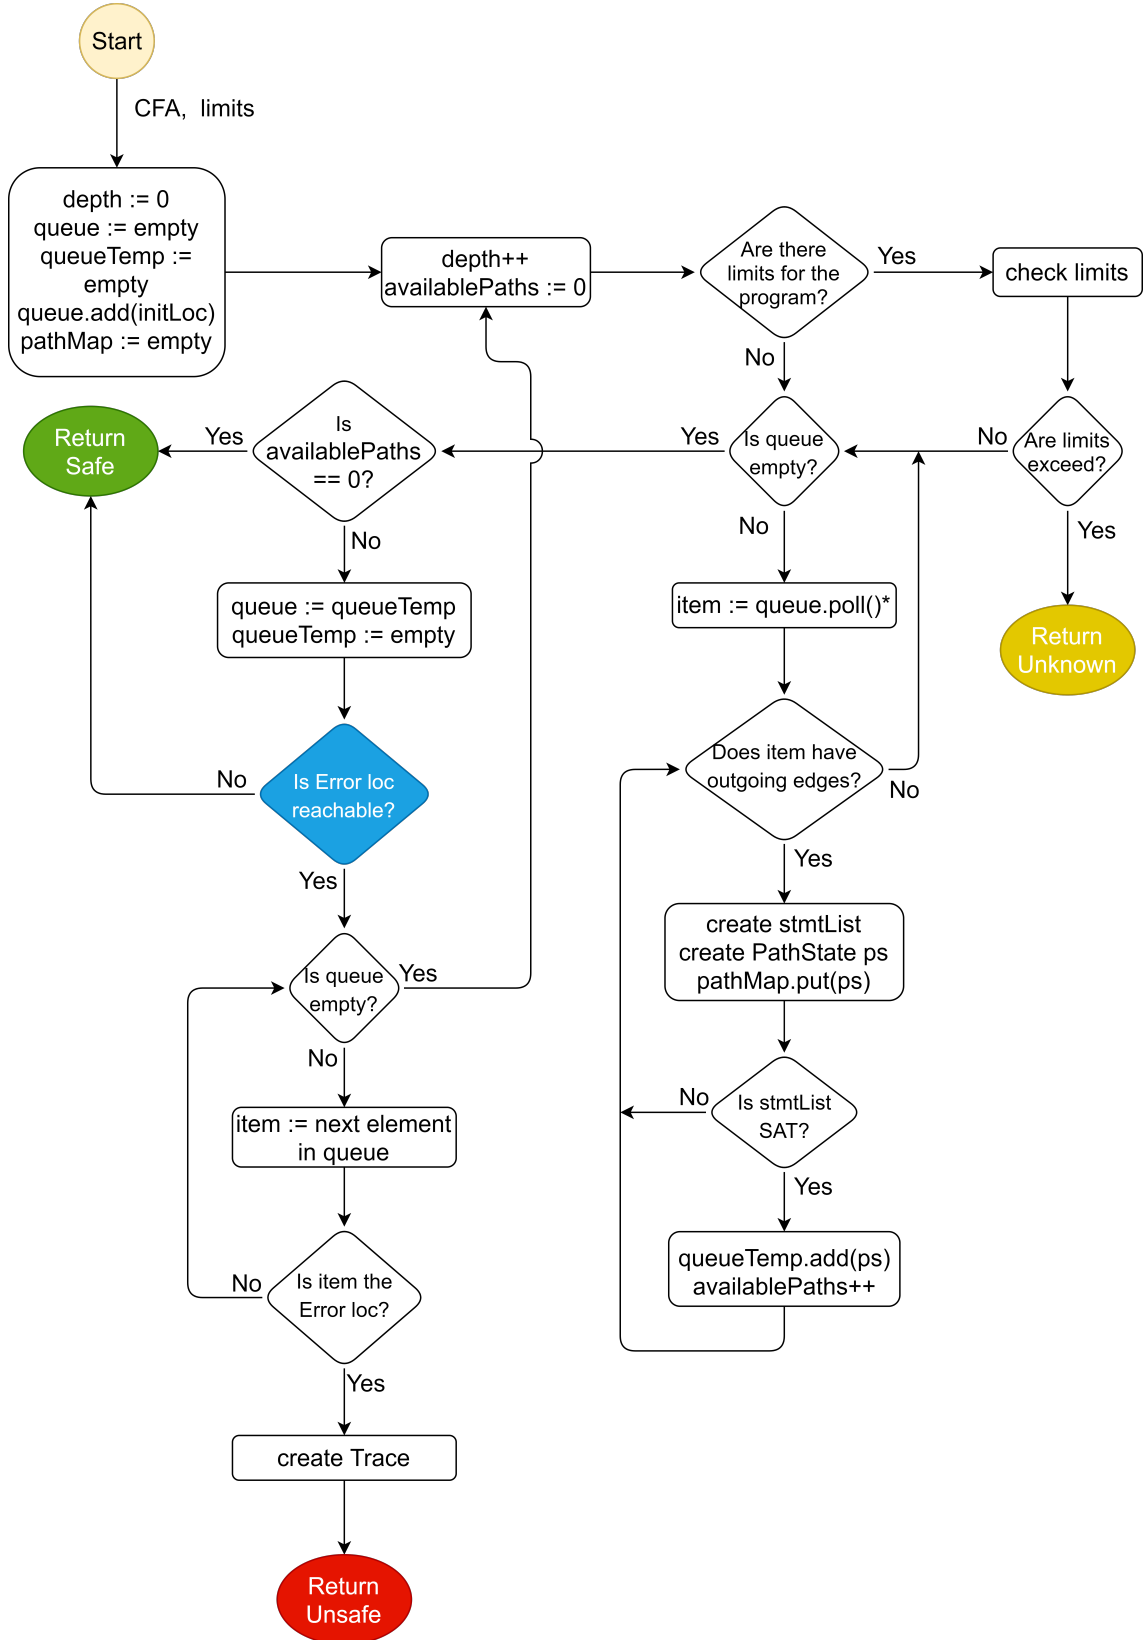 Start
CFA,  limits
depth := 0
queue := empty
queueTemp :=
empty
queue.add(initLoc)
pathMap := empty
depth++
availablePaths := 0
Are there
limits for the
program?
Yes
check limits
No
Is
availablePaths
== 0?
Yes
Return
Safe
Is queue
empty?
Yes
Are limits
exceed?
No
No
No
Yes
queue := queueTemp
queueTemp := empty
item := queue.poll()*
Return
Unknown
Is Error loc
reachable?
No
Does item have
outgoing edges?
No
Yes
Yes
create stmtList
create PathState ps
pathMap.put(ps)
Is queue
empty?
Yes
No
Is stmtList
SAT?
No
item := next element
in queue
Yes
queueTemp.add(ps)
availablePaths++
Is item the
Error loc?
No
Yes
create Trace
Return
Unsafe